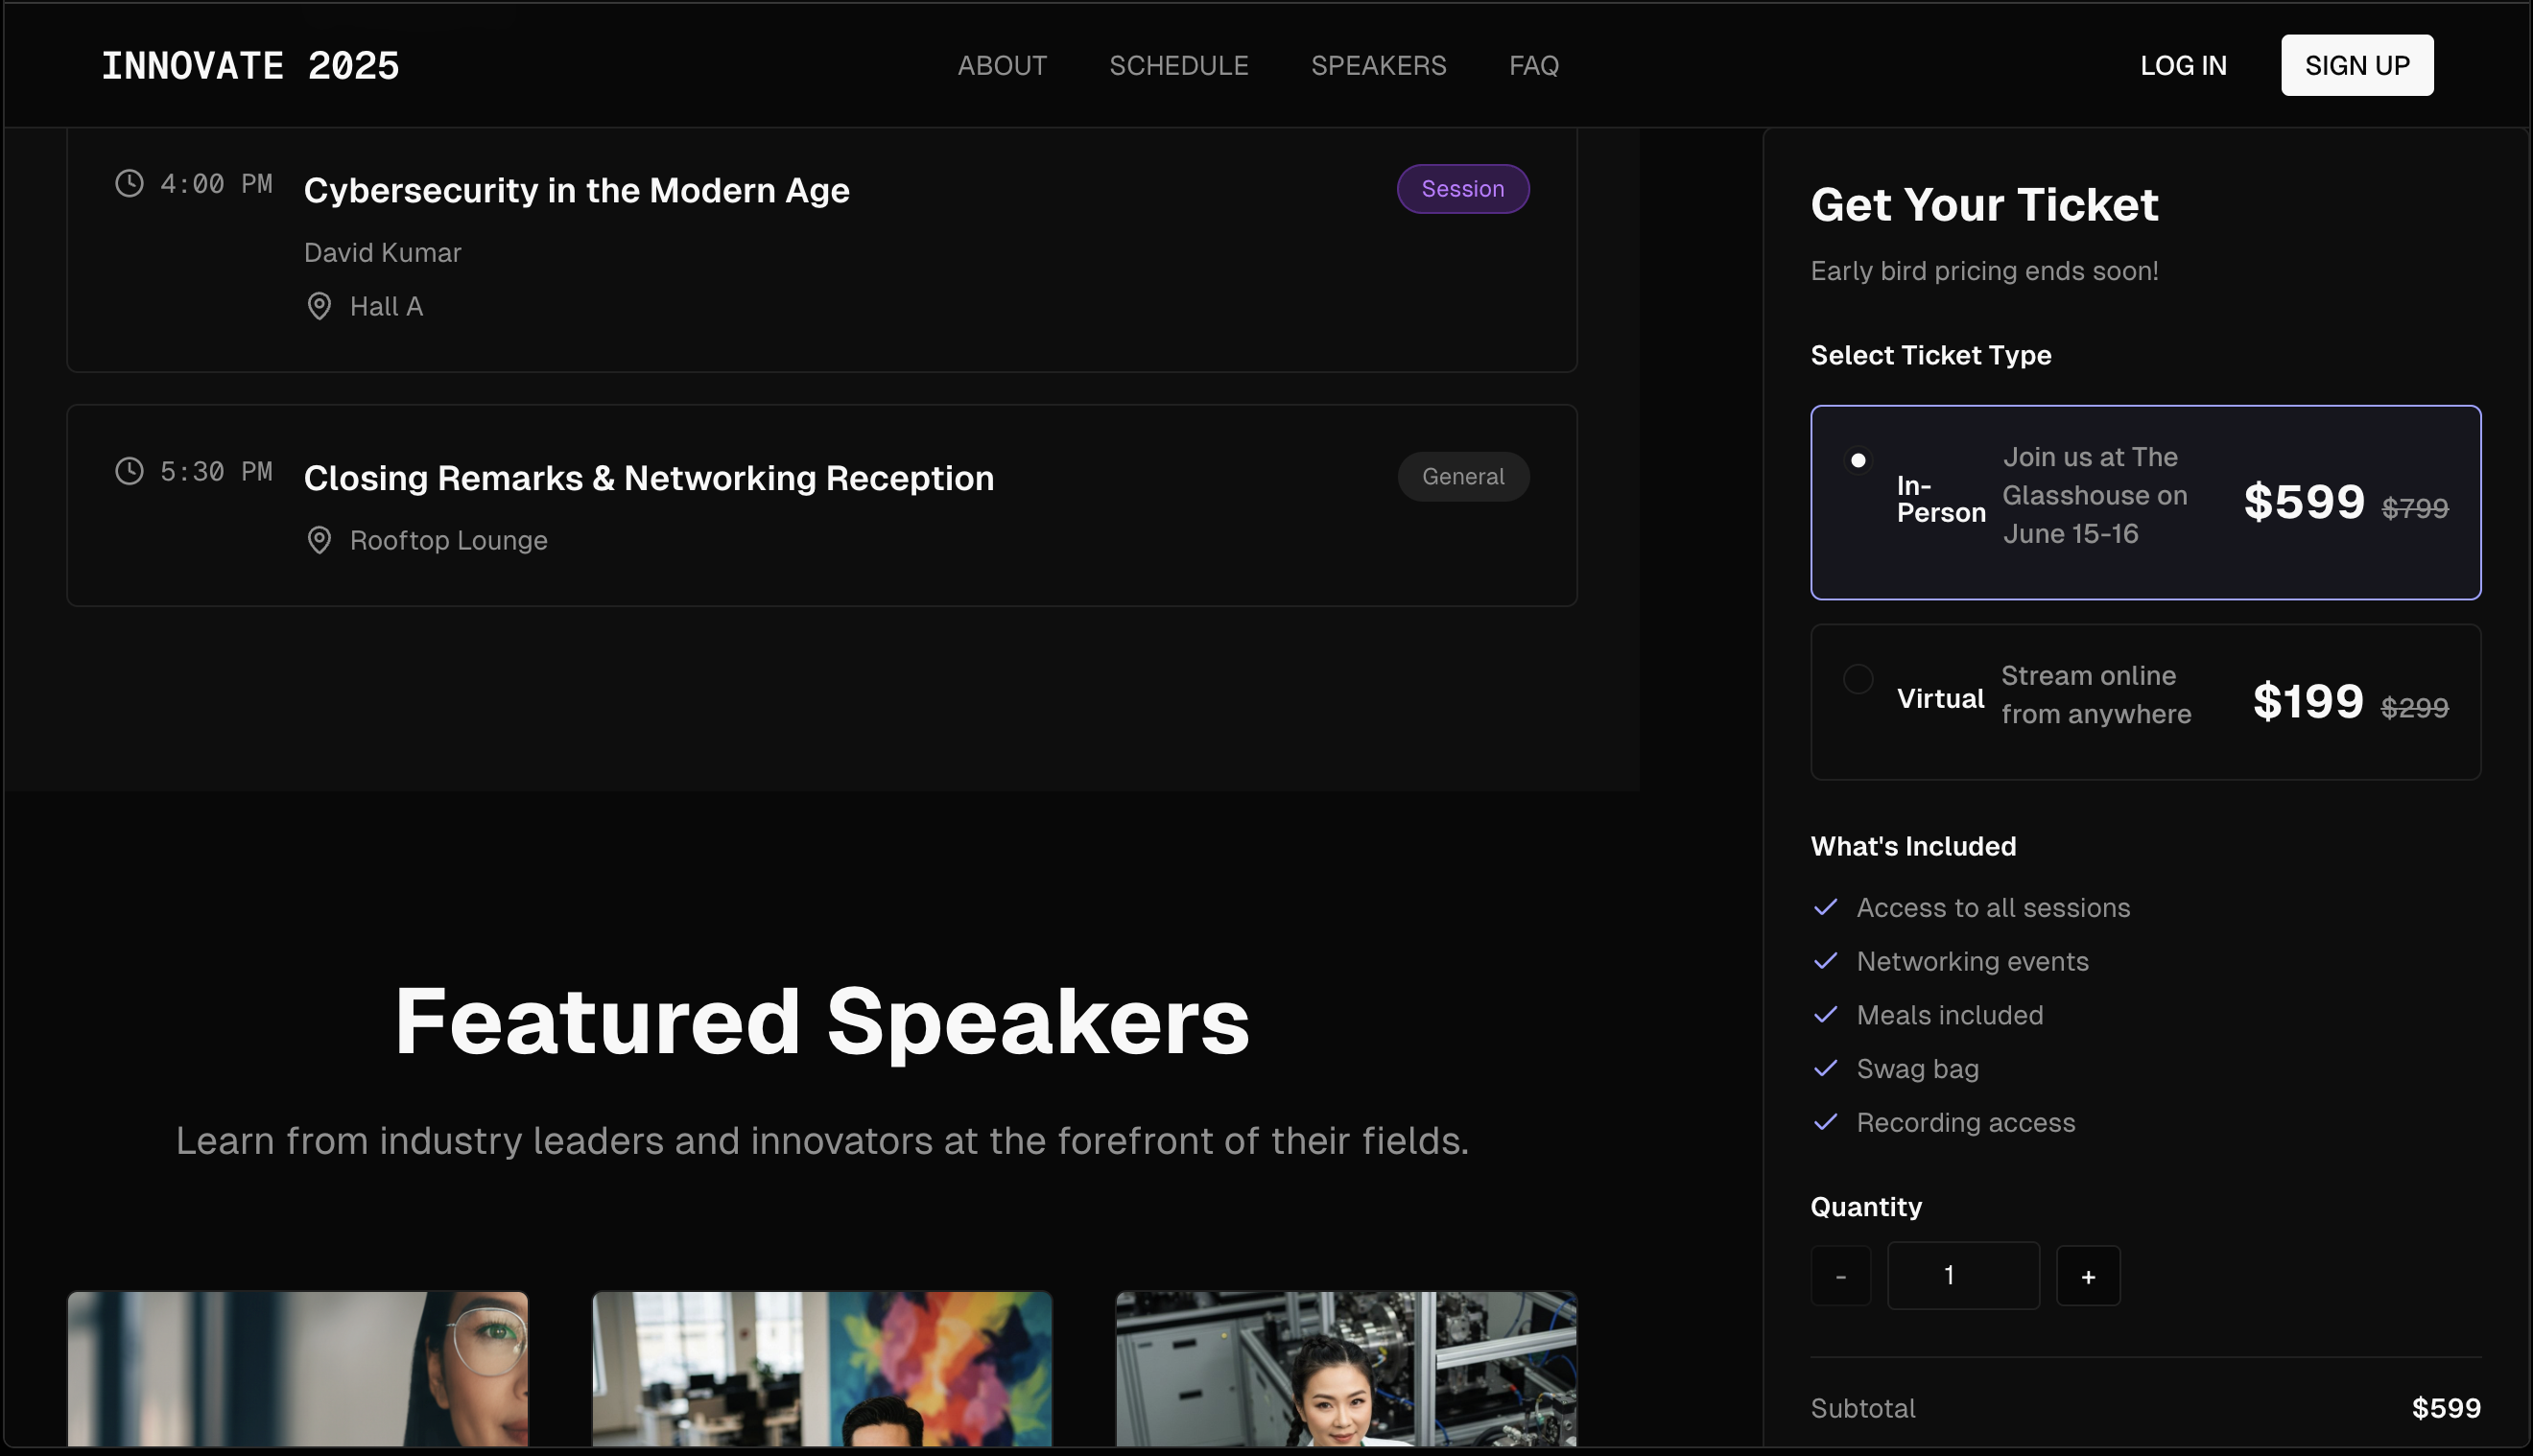 INNOVATE 2025
ABOUT
SCHEDULE
SPEAKERS
FAQ
LOG IN
SIGN UP
4:00 PM
Cybersecurity in the Modern Age
Session
David Kumar
Hall A
5:30 PM
Closing Remarks & Networking Reception
General
Rooftop Lounge
Featured Speakers
Learn from industry leaders and innovators at the forefront of their fields.
Get Your Ticket
Early bird pricing ends soon!
Select Ticket Type
In-
Person
Join us at The
Glasshouse on
June 15-16
$599 $799
Virtual
Stream online
from anywhere
$199 $299
What's Included
Access to all sessions
Networking events
Meals included
Swag bag
Recording access
Quantity
- 1 +
Subtotal $599